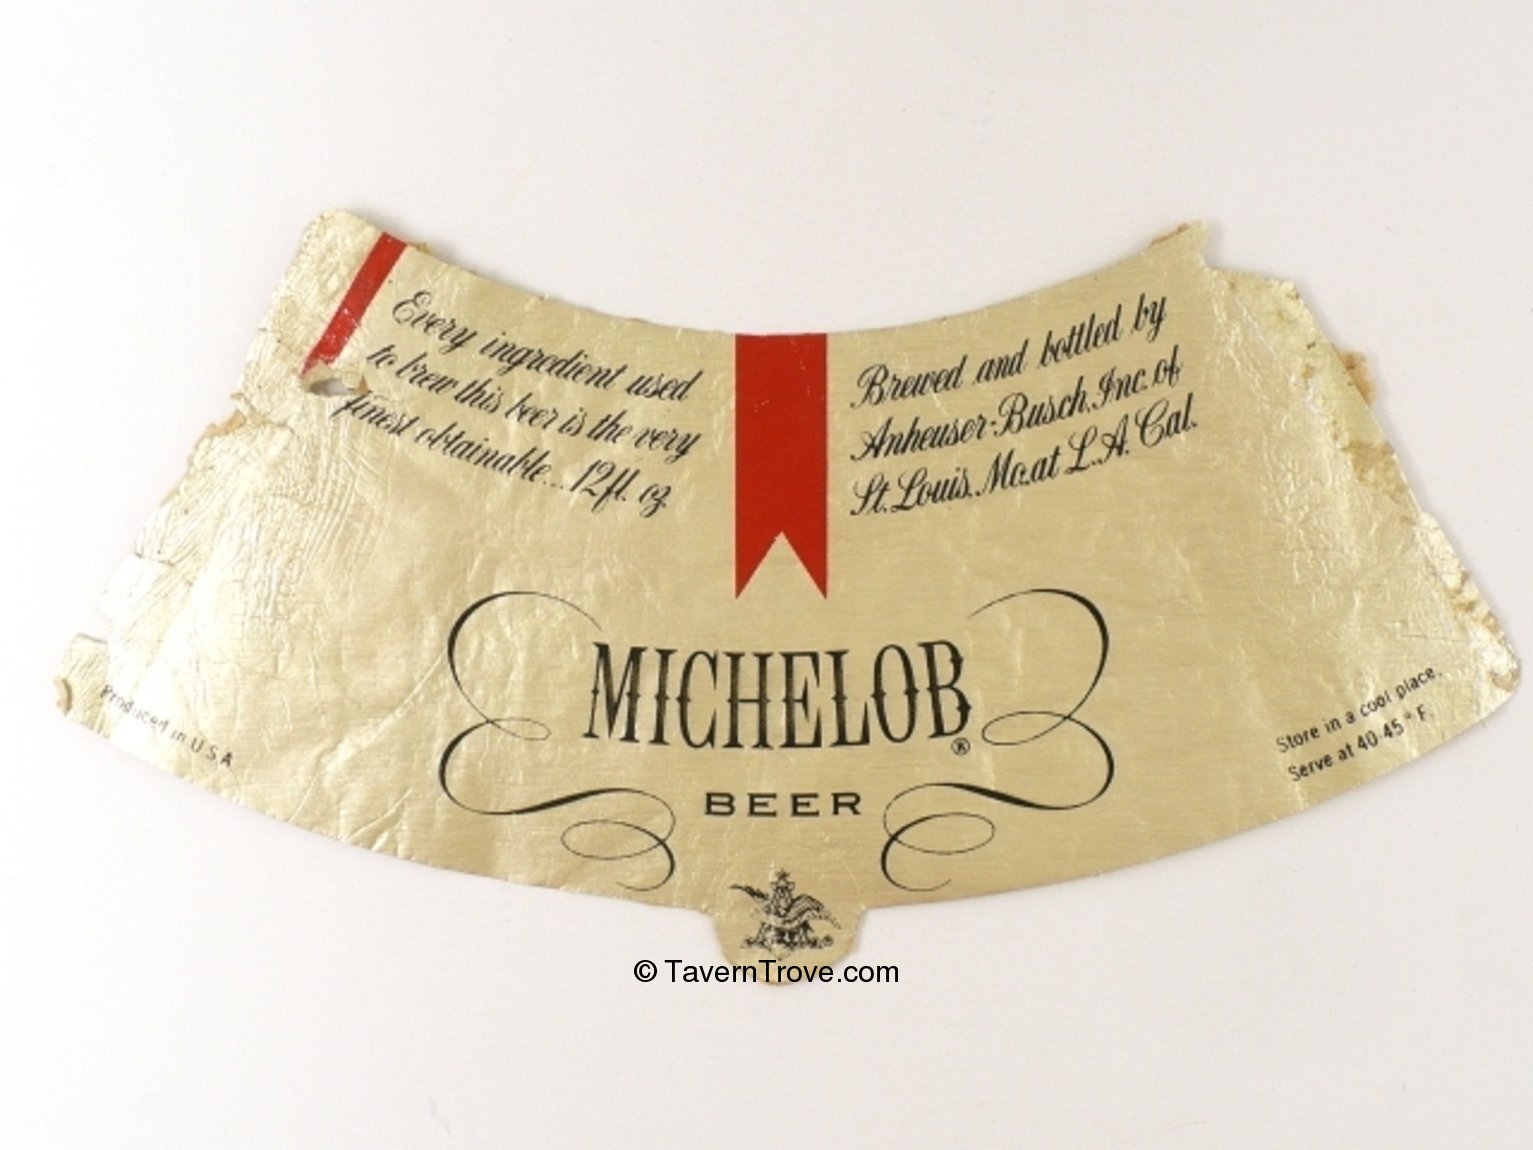 Every ingredient used
to brew this beer is the very
finest obtainable... 12 fl. oz.
Brewed and bottled by
Anheuser-Busch, Inc. of
St. Louis, Mo. at L.A. Cal.
MICHELOB®
BEER
Produced in U.S.A
Store in a cool place.
Serve at 40-45° F.
© TavernTrove.com